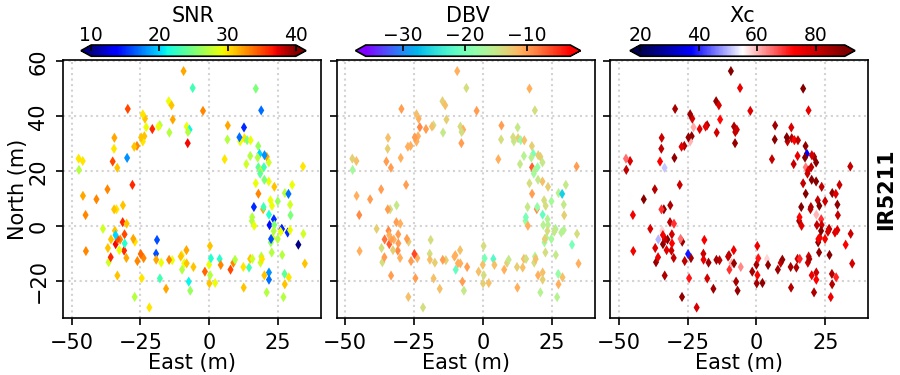 SNR DBV Xc
10 20 30 40 −30 −20 −10 20 40 60 80
60
40
20
0
−20
North (m)
−50 −25 0 25 −50 −25 0 25 −50 −25 0 25
East (m) East (m) East (m)
IR5211